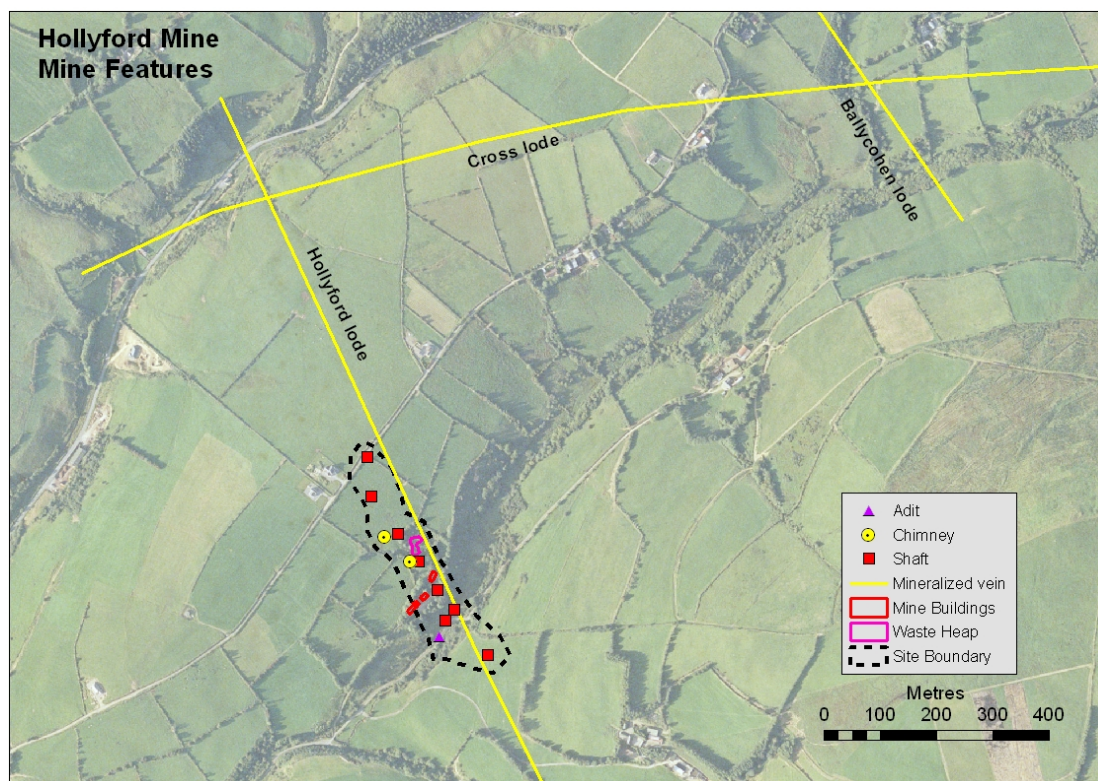 Hollyford Mine
Mine Features
Cross lode
Ballycohen lode
Hollyford lode
Adit
Chimney
Shaft
Mineralized vein
Mine Buildings
Waste Heap
Site Boundary
Metres
0 100 200 300 400